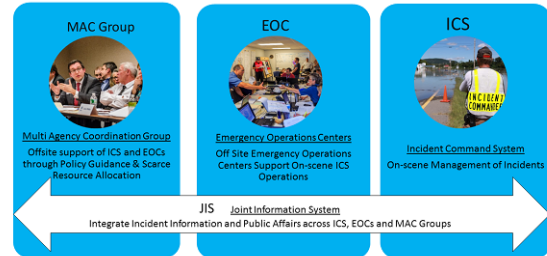 MAC Group
Multi Agency Coordination Group
Offsite support of ICS and EOCs
through Policy Guidance & Scarce
Resource Allocation
EOC
Emergency Operations Centers
Off Site Emergency Operations
Centers Support On-scene ICS
Operations
ICS
INCIDENT
COMMANDER
Incident Command System
On-scene Management of Incidents
JIS Joint Information System
Integrate Incident Information and Public Affairs across ICS, EOCs and MAC Groups